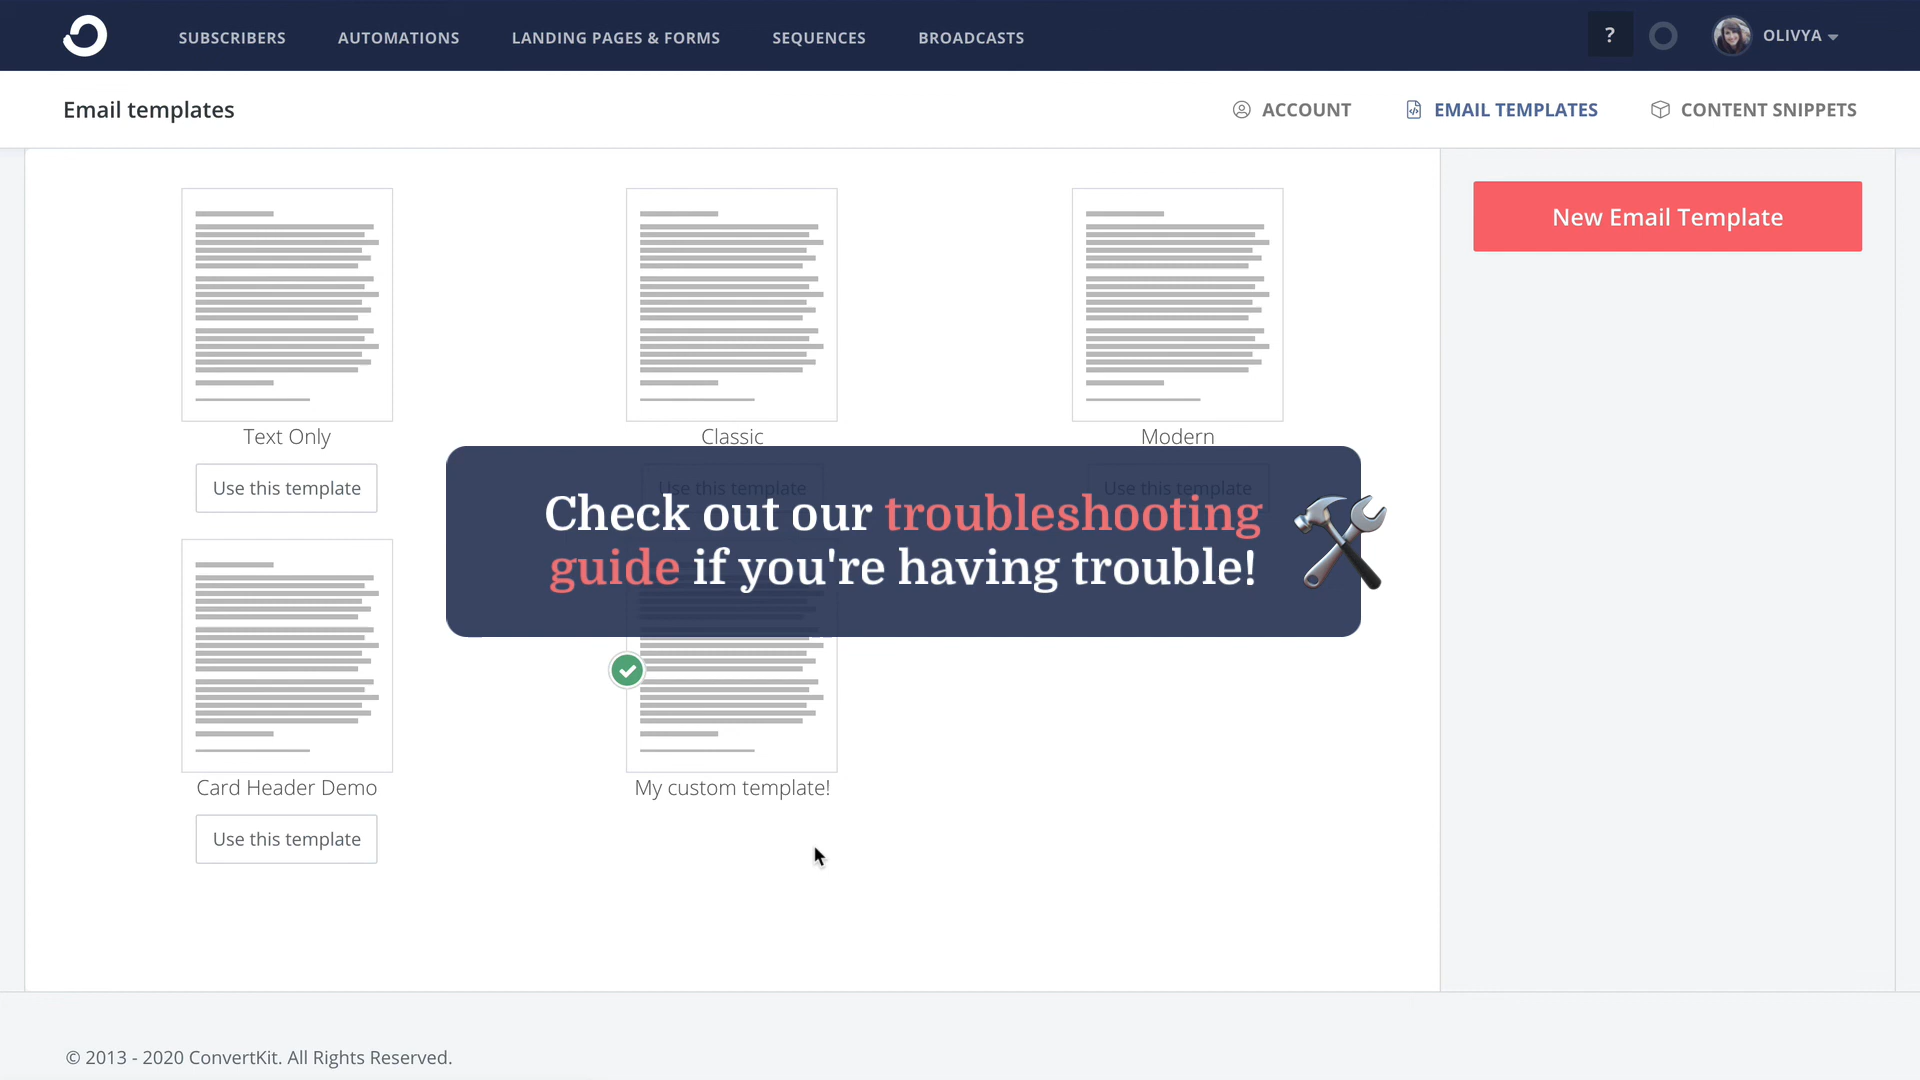 SUBSCRIBERS AUTOMATIONS LANDING PAGES & FORMS SEQUENCES BROADCASTS ? OLIVYA
Email templates ACCOUNT EMAIL TEMPLATES CONTENT SNIPPETS
New Email Template
Text Only Classic Modern
Use this template Use this template Use this template
Check out our troubleshooting
guide if you're having trouble!
Card Header Demo My custom template!
Use this template
© 2013 - 2020 ConvertKit. All Rights Reserved.